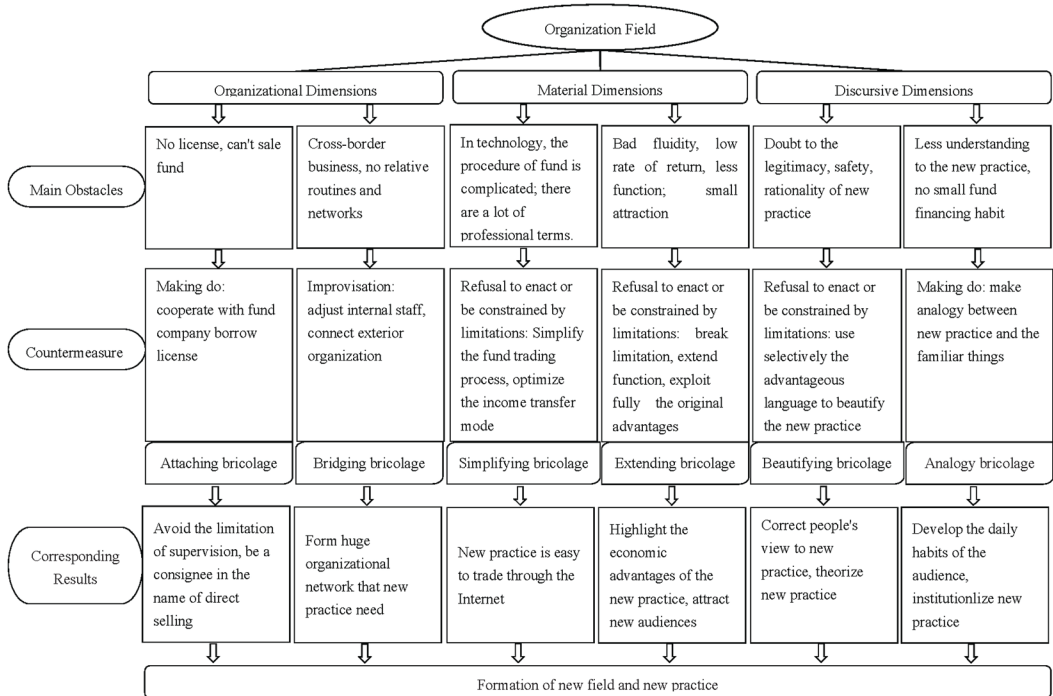 Organization Field
Organizational Dimensions
Material Dimensions
Discursive Dimensions
Main Obstacles
No license, can't sale
fund
Cross-border
business, no relative
routines and
networks
In technology, the
procedure of fund is
complicated; there
are a lot of
professional terms.
Bad fluidity, low
rate of return, less
function; small
attraction
Doubt to the
legitimacy, safety,
rationality of new
practice
Less understanding
to the new practice,
no small fund
financing habit
Countermeasure
Making do:
cooperate with fund
company borrow
license
Improvisation:
adjust internal staff,
connect exterior
organization
Refusal to enact or
be constrained by
limitations: Simplify
the fund trading
process, optimize
the income transfer
mode
Refusal to enact or
be constrained by
limitations: break
limitation, extend
function, exploit
fully the original
advantages
Refusal to enact or
be constrained by
limitations: use
selectively the
advantageous
language to beautify
the new practice
Making do: make
analogy between
new practice and the
familiar things
Attaching bricolage
Bridging bricolage
Simplifying bricolage
Extending bricolage
Beautifying bricolage
Analogy bricolage
Corresponding
Results
Avoid the limitation
of supervision, be a
consignee in the
name of direct
selling
Form huge
organizational
network that new
practice need
New practice is easy
to trade through the
Internet
Highlight the
economic
advantages of the
new practice, attract
new audiences
Correct people's
view to new
practice, theorize
new practice
Develop the daily
habits of the
audience,
institutionlize new
practice
Formation of new field and new practice